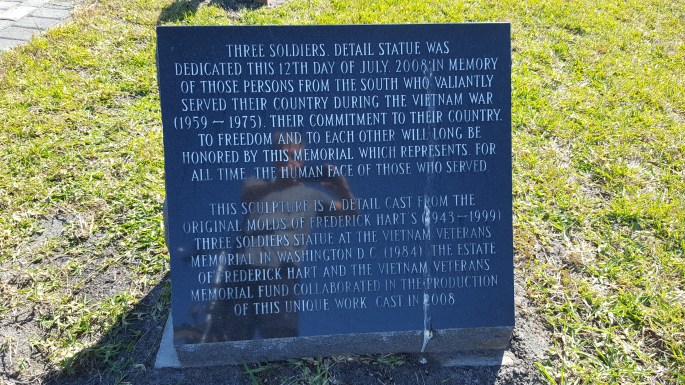 THREE SOLDIERS, DETAIL STATUE WAS
DEDICATED THIS 12TH DAY OF JULY, 2008 IN MEMORY
OF THOSE PERSONS FROM THE SOUTH WHO VALIANTLY
SERVED THEIR COUNTRY DURING THE VIETNAM WAR
(1959 – 1975). THEIR COMMITMENT TO THEIR COUNTRY,
TO FREEDOM AND TO EACH OTHER WILL LONG BE
HONORED BY THIS MEMORIAL WHICH REPRESENTS, FOR
ALL TIME, THE HUMAN FACE OF THOSE WHO SERVED.
THIS SCULPTURE IS A DETAIL CAST FROM THE
ORIGINAL MOLDS OF FREDERICK HART'S (1943–1999)
THREE SOLDIERS STATUE AT THE VIETNAM VETERANS
MEMORIAL IN WASHINGTON D.C. (1984). THE ESTATE
OF FREDERICK HART AND THE VIETNAM VETERANS
MEMORIAL FUND COLLABORATED IN THE PRODUCTION
OF THIS UNIQUE WORK. CAST IN 2008